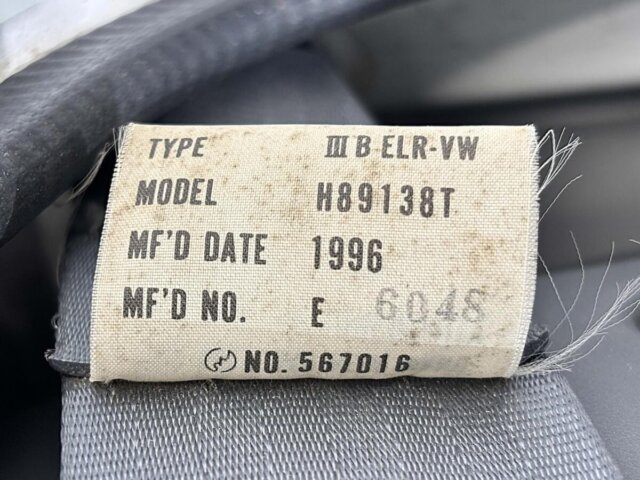 TYPE III B ELR-VW
MODEL H89138T
MF'D DATE 1996
MF'D NO. E 6048
NO. 567016